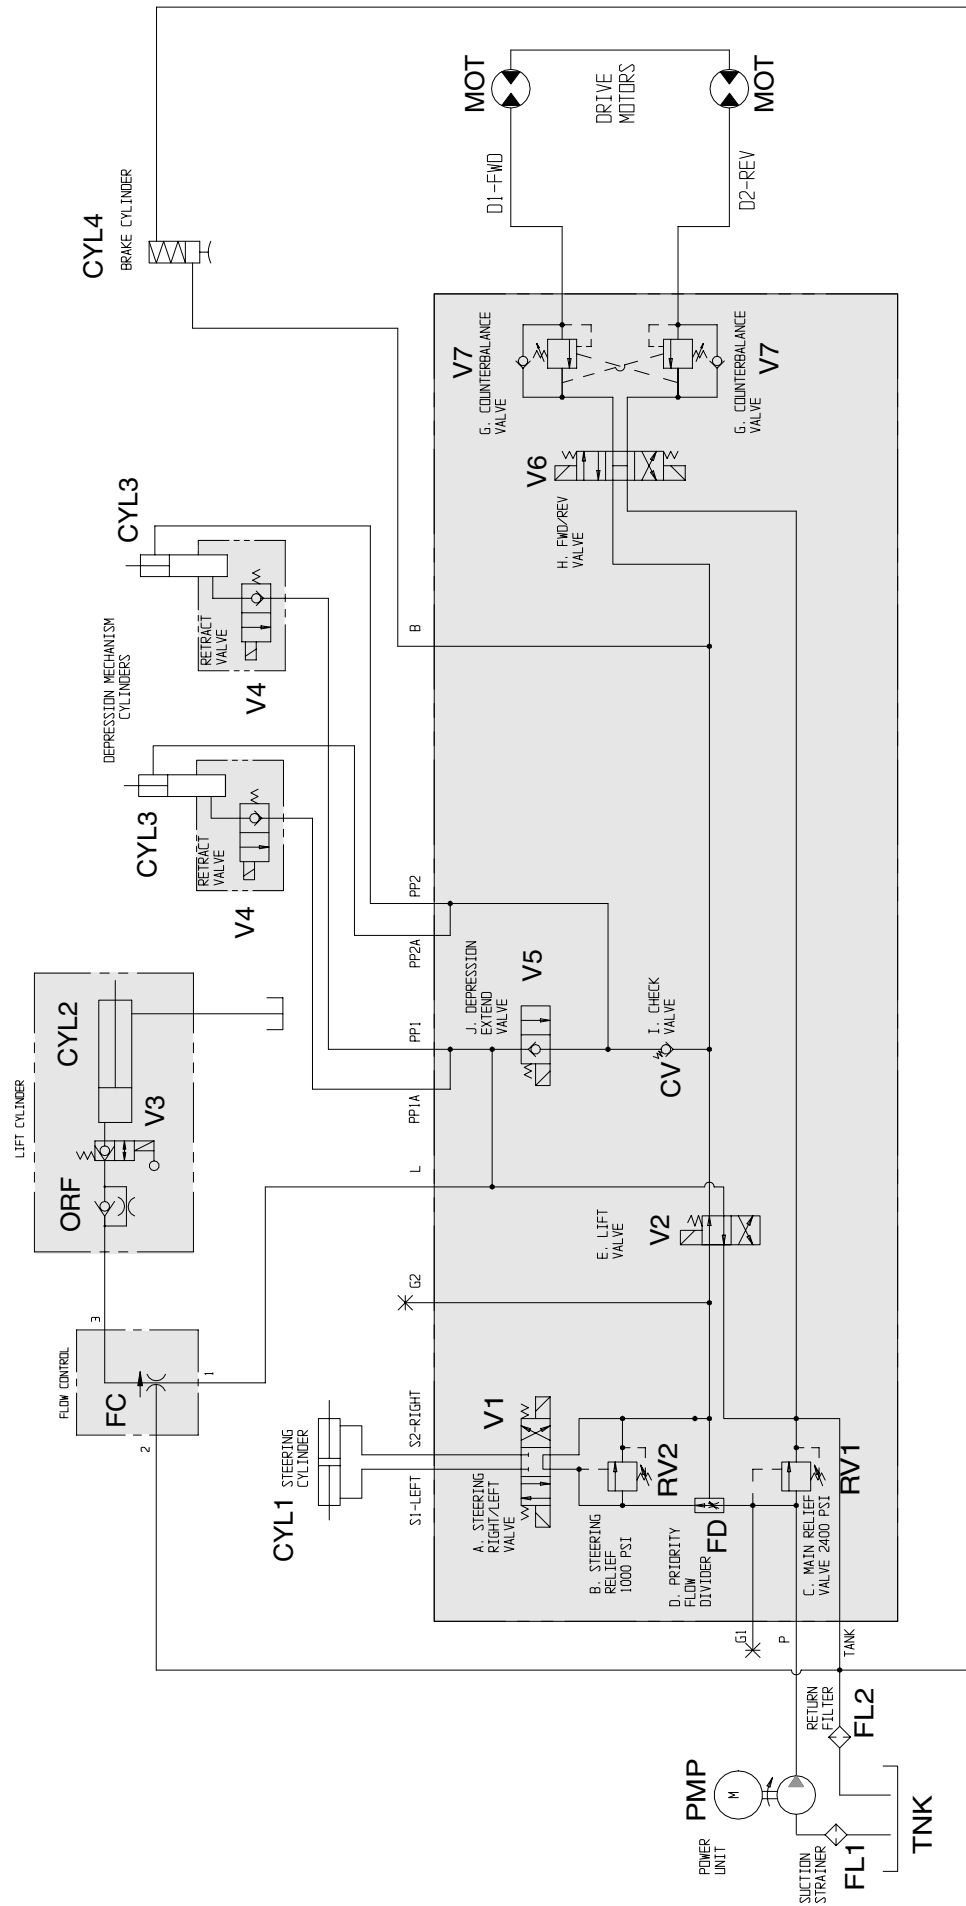 CYL4
BRAKE CYLINDER
MOT
MOT
DRIVE
MOTORS
D1-FWD
D2-REV
V7
G. COUNTERBALANCE
VALVE
V7
G. COUNTERBALANCE
VALVE
V6
H. FWD/REV
VALVE
CYL3
DEPRESSION MECHANISM
CYLINDERS
RETRACT
VALVE
V4
B
CYL3
RETRACT
VALVE
V4
PP2
PP2A
PP1
PP1A
L
J. DEPRESSION
EXTEND
VALVE
V5
I. CHECK
VALVE
CV
LIFT CYLINDER
CYL2
V3
ORF
E. LIFT
VALVE
V2
G2
FLOW CONTROL
FC
3
1
2
CYL1
STEERING
CYLINDER
S2-RIGHT
S1-LEFT
V1
A. STEERING
RIGHT/LEFT
VALVE
RV2
B. STEERING
RELIEF
1000 PSI
FD
D. PRIORITY
FLOW
DIVIDER
RV1
C. MAIN RELIEF
VALVE 2400 PSI
G1
P
TANK
RETURN
FILTER
FL2
PMP
M
POWER
UNIT
SUCTION
STRAINER
FL1
TNK